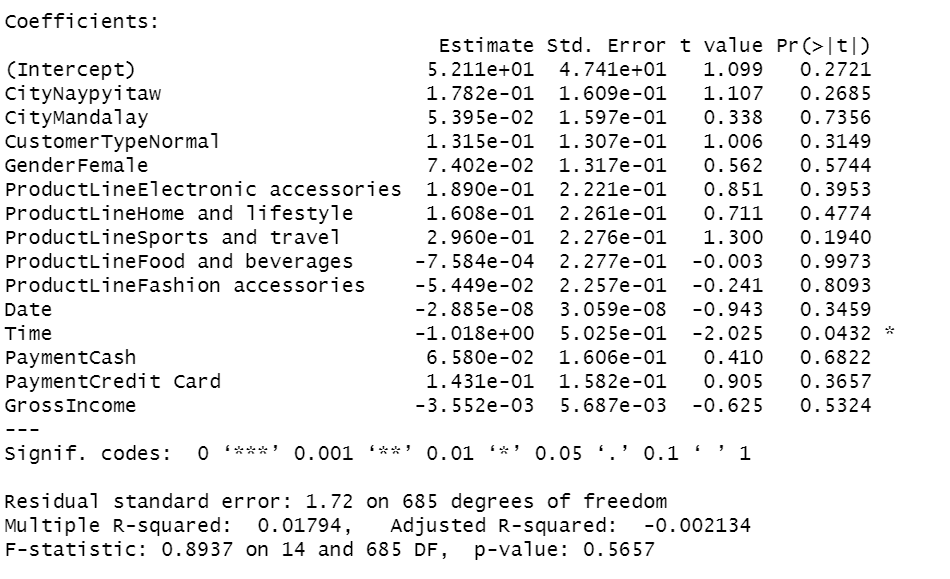 Coefficients:
Estimate Std. Error t value Pr(>|t|)
(Intercept) 5.211e+01 4.741e+01 1.099 0.2721
CityNaypyitaw 1.782e-01 1.609e-01 1.107 0.2685
CityMandalay 5.395e-02 1.597e-01 0.338 0.7356
CustomerTypeNormal 1.315e-01 1.307e-01 1.006 0.3149
GenderFemale 7.402e-02 1.317e-01 0.562 0.5744
ProductLineElectronic accessories 1.890e-01 2.221e-01 0.851 0.3953
ProductLineHome and lifestyle 1.608e-01 2.261e-01 0.711 0.4774
ProductLineSports and travel 2.960e-01 2.276e-01 1.300 0.1940
ProductLineFood and beverages -7.584e-04 2.277e-01 -0.003 0.9973
ProductLineFashion accessories -5.449e-02 2.257e-01 -0.241 0.8093
Date -2.885e-08 3.059e-08 -0.943 0.3459
Time -1.018e+00 5.025e-01 -2.025 0.0432 *
PaymentCash 6.580e-02 1.606e-01 0.410 0.6822
PaymentCredit Card 1.431e-01 1.582e-01 0.905 0.3657
GrossIncome -3.552e-03 5.687e-03 -0.625 0.5324
---
Signif. codes: 0 ‘***’ 0.001 ‘**’ 0.01 ‘*’ 0.05 ‘.’ 0.1 ‘ ’ 1
Residual standard error: 1.72 on 685 degrees of freedom
Multiple R-squared: 0.01794, Adjusted R-squared: -0.002134
F-statistic: 0.8937 on 14 and 685 DF, p-value: 0.5657